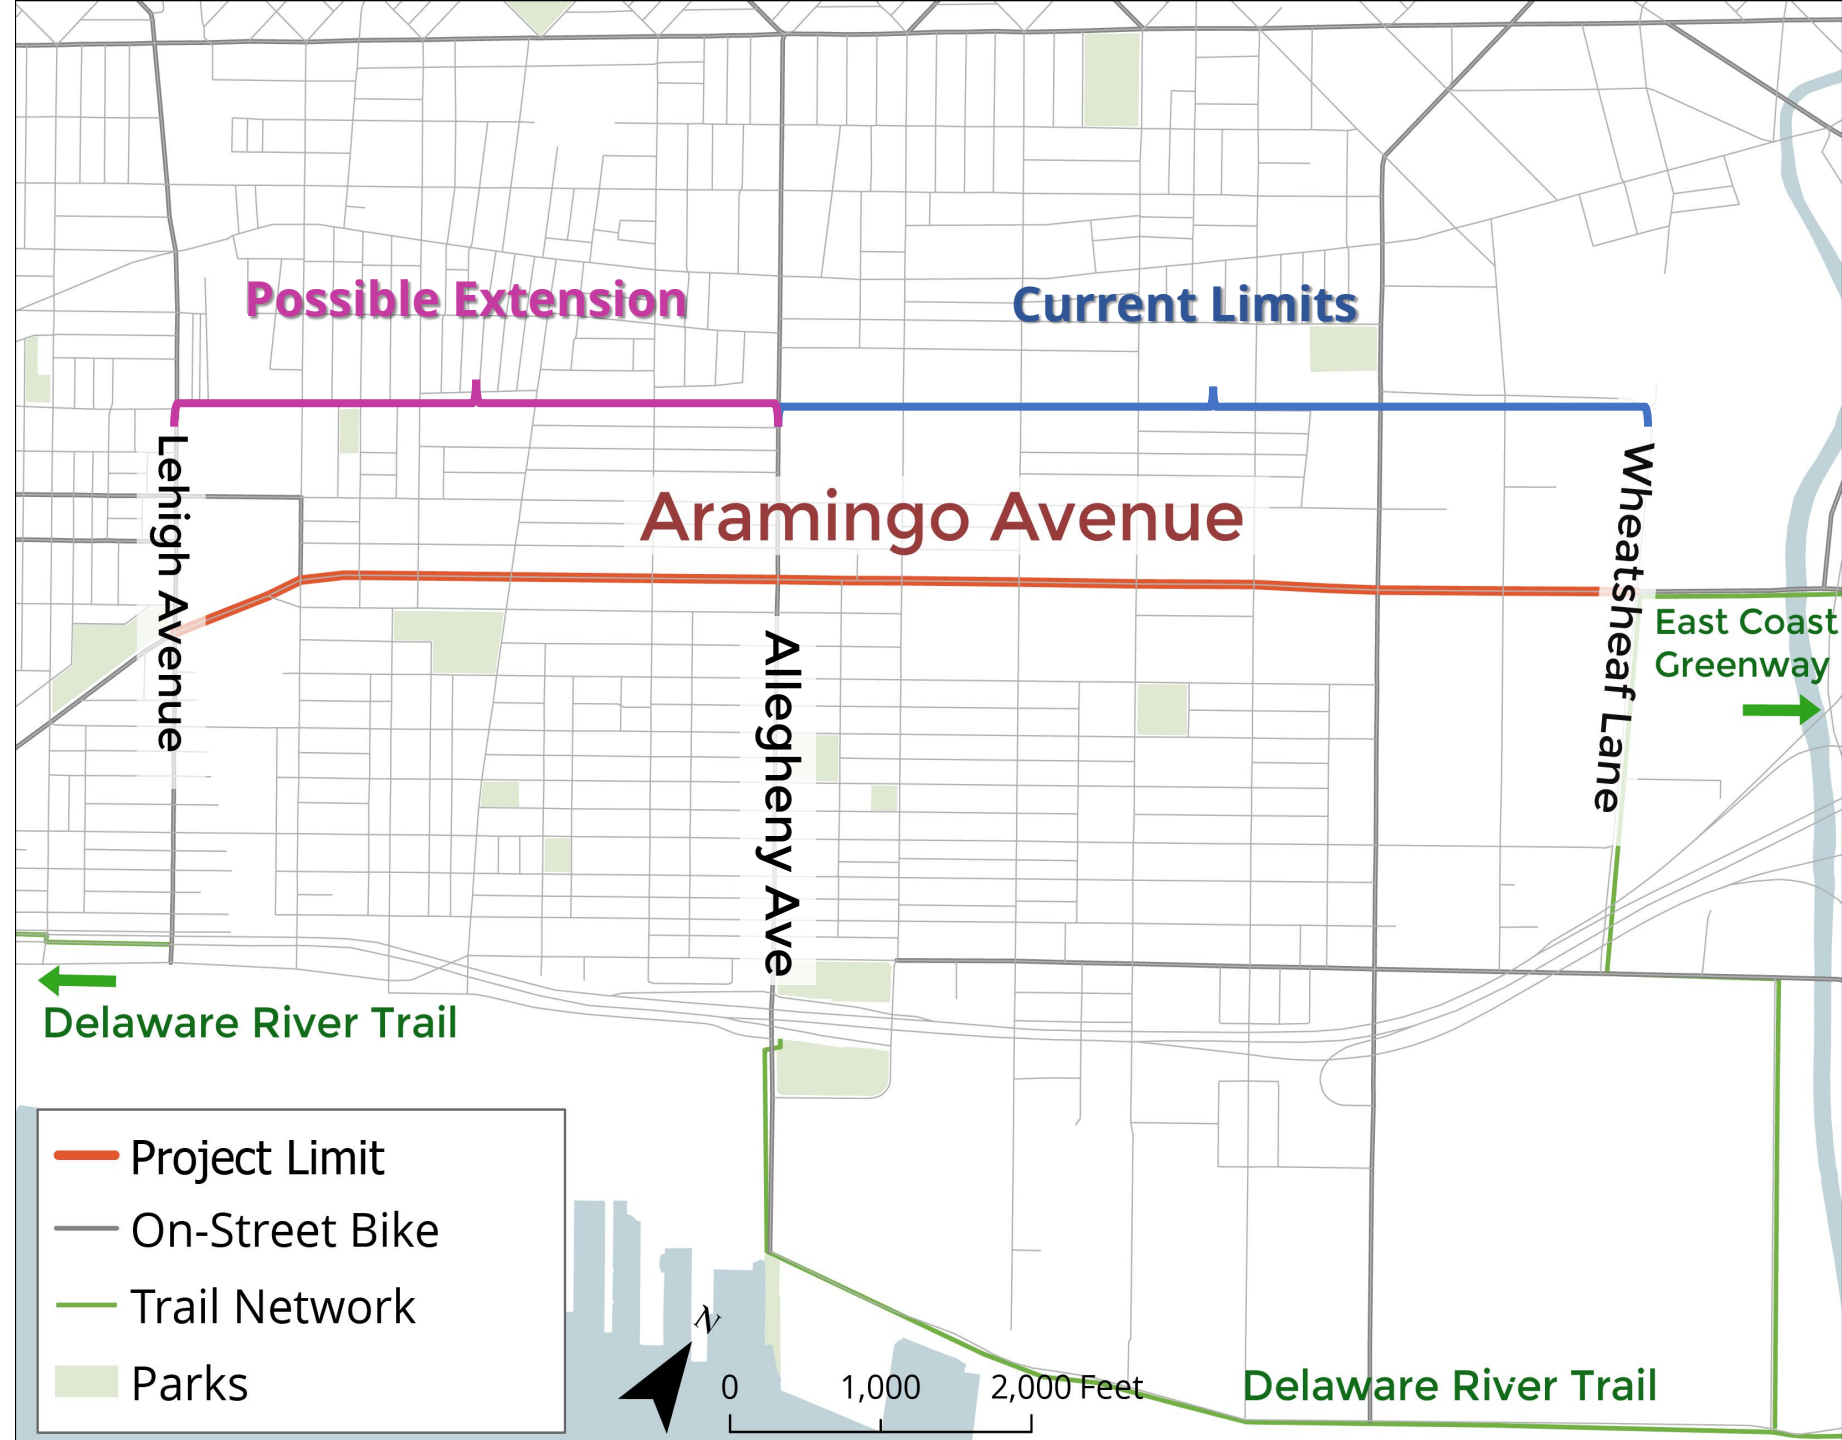 Possible Extension
Current Limits
Lehigh Avenue
Aramingo Avenue
Wheatsheaf Lane
East Coast
Greenway
Allegheny Ave
Delaware River Trail
Project Limit
On-Street Bike
Trail Network
Parks
N
0 1,000 2,000 Feet
Delaware River Trail